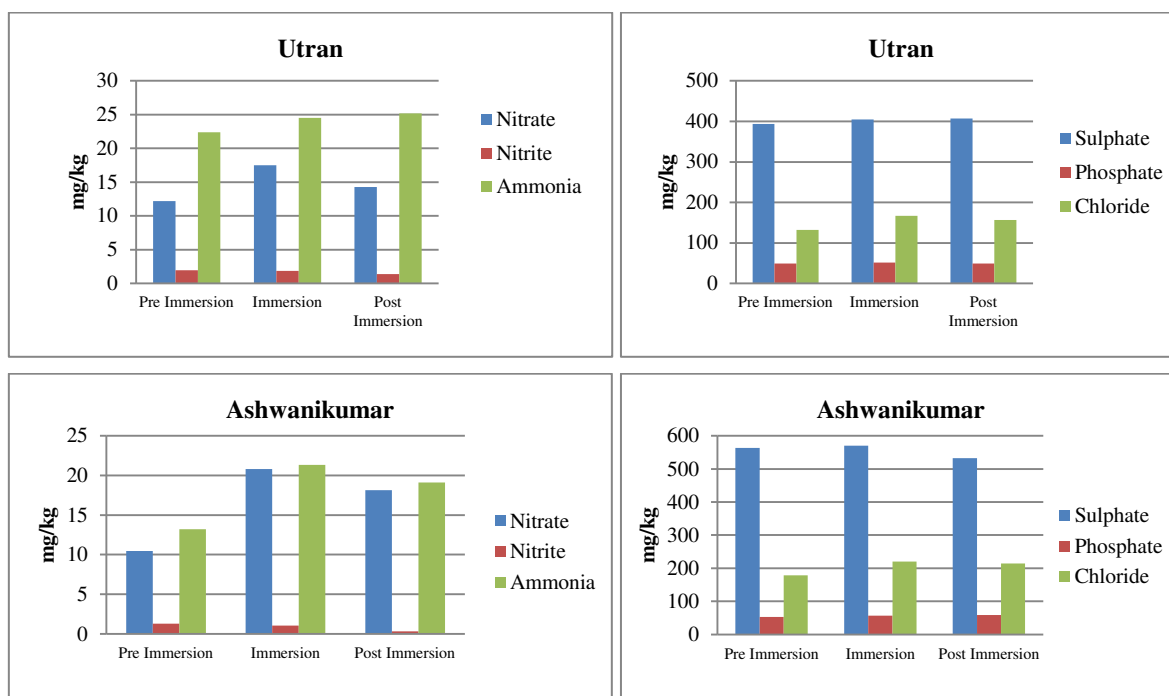 Utran
30
25
20
15
10
5
0
mg/kg
Pre Immersion
Immersion
Post
Immersion
Nitrate
Nitrite
Ammonia
Utran
500
400
300
200
100
0
mg/kg
Pre Immersion
Immersion
Post
Immersion
Sulphate
Phosphate
Chloride
Ashwanikumar
25
20
15
10
5
0
mg/kg
Pre Immersion
Immersion
Post Immersion
Nitrate
Nitrite
Ammonia
Ashwanikumar
600
500
400
300
200
100
0
mg/kg
Pre Immersion
Immersion
Post Immersion
Sulphate
Phosphate
Chloride